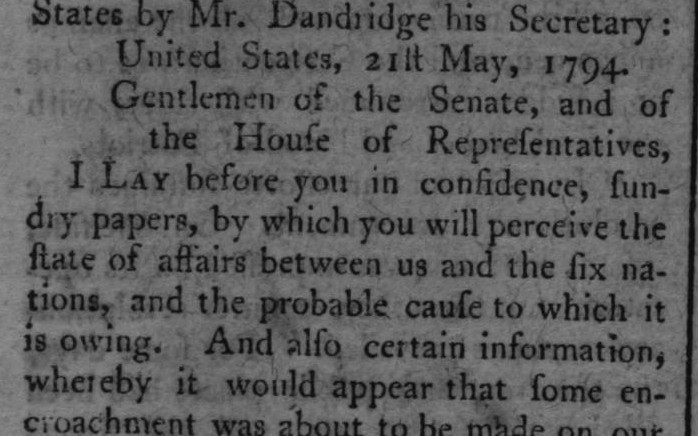 States by Mr. Dandridge his Secretary :
United States, 21ſt May, 1794.
Gentlemen of the Senate, and of
the Houſe of Repreſentatives,
I LAY before you in confidence, ſun-
dry papers, by which you will perceive the
ſtate of affairs between us and the ſix na-
tions, and the probable cauſe to which it
is owing. And alſo certain information,
whereby it would appear that ſome en-
croachment was about to be made on our